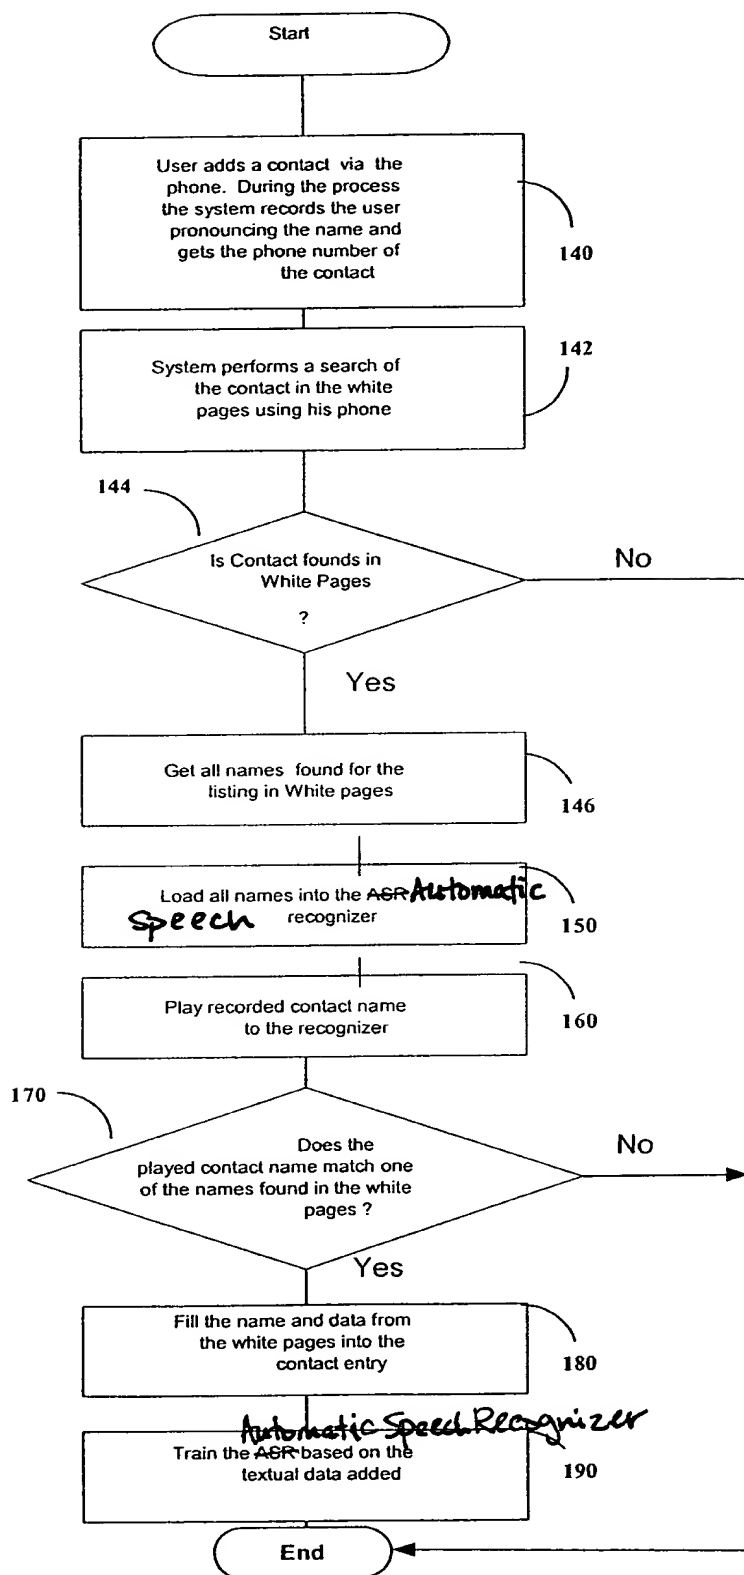 Start
User adds a contact via the
phone. During the process
the system records the user
pronouncing the name and
gets the phone number of
the contact
140
142
System performs a search of
the contact in the white
pages using his phone
144
Is Contact founds in
White Pages
?
No
Yes
Get all names found for the
listing in White pages
146
Load all names into the ASR Automatic
Speech recognizer
150
Play recorded contact name
to the recognizer
160
170
Does the
played contact name match one
of the names found in the white
pages ?
No
Yes
Fill the name and data from
the white pages into the
contact entry
180
Automatic Speech Recognizer
Train the ASR based on the
textual data added
190
End